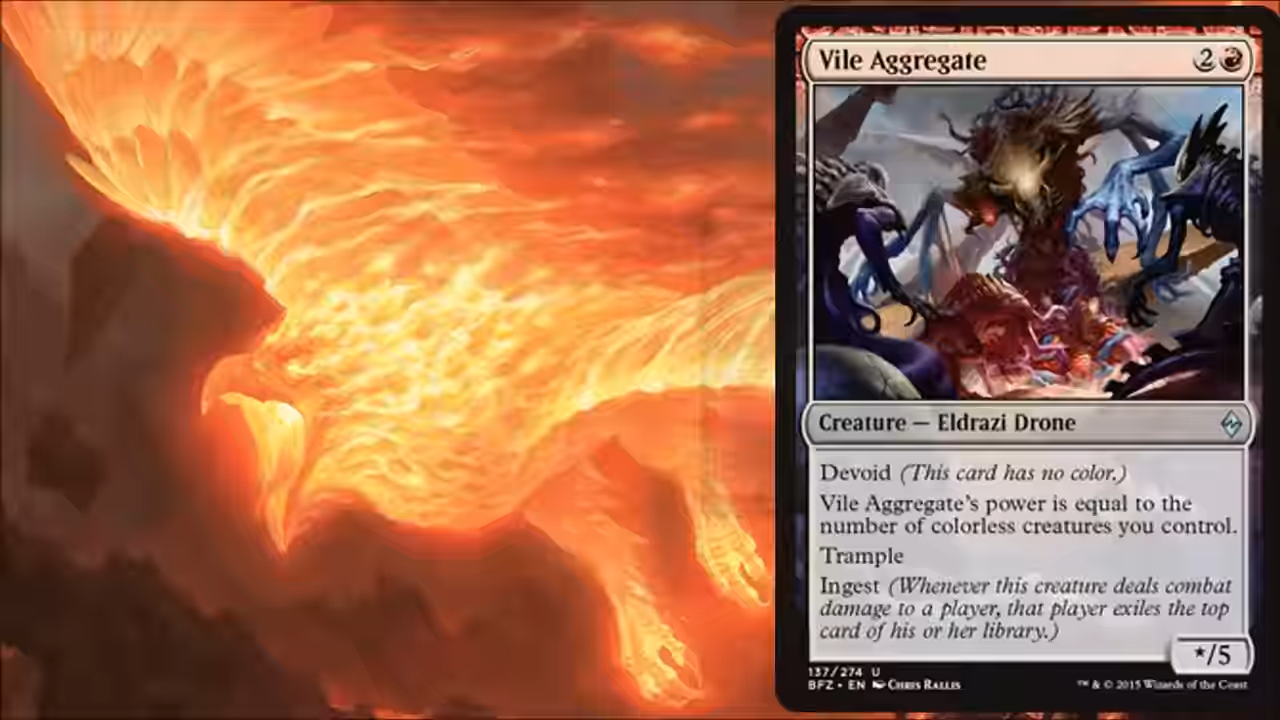 Vile Aggregate 2
Creature — Eldrazi Drone
Devoid (This card has no color.)
Vile Aggregate's power is equal to the
number of colorless creatures you control.
Trample
Ingest (Whenever this creature deals combat
damage to a player, that player exiles the top
card of his or her library.)
*/5
137/274 U
BFZ • EN Chris Rallis
™ & © 2015 Wizards of the Coast